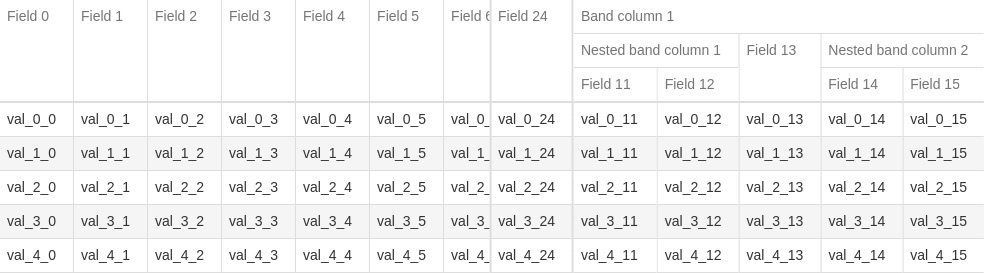 Field 0 Field 1 Field 2 Field 3 Field 4 Field 5 Field Field 24 Band column 1
Nested band column 1 Field 13 Nested band column 2
Field 11 Field 12 Field 14 Field 15
val_0_0 val_0_1 val_0_2 val_0_3 val_0_4 val_0_5 val_0_ val_0_24 val_0_11 val_0_12 val_0_13 val_0_14 val_0_15
val_1_0 val_1_1 val_1_2 val_1_3 val_1_4 val_1_5 val_1_ val_1_24 val_1_11 val_1_12 val_1_13 val_1_14 val_1_15
val_2_0 val_2_1 val_2_2 val_2_3 val_2_4 val_2_5 val_2_ val_2_24 val_2_11 val_2_12 val_2_13 val_2_14 val_2_15
val_3_0 val_3_1 val_3_2 val_3_3 val_3_4 val_3_5 val_3_ val_3_24 val_3_11 val_3_12 val_3_13 val_3_14 val_3_15
val_4_0 val_4_1 val_4_2 val_4_3 val_4_4 val_4_5 val_4_ val_4_24 val_4_11 val_4_12 val_4_13 val_4_14 val_4_15